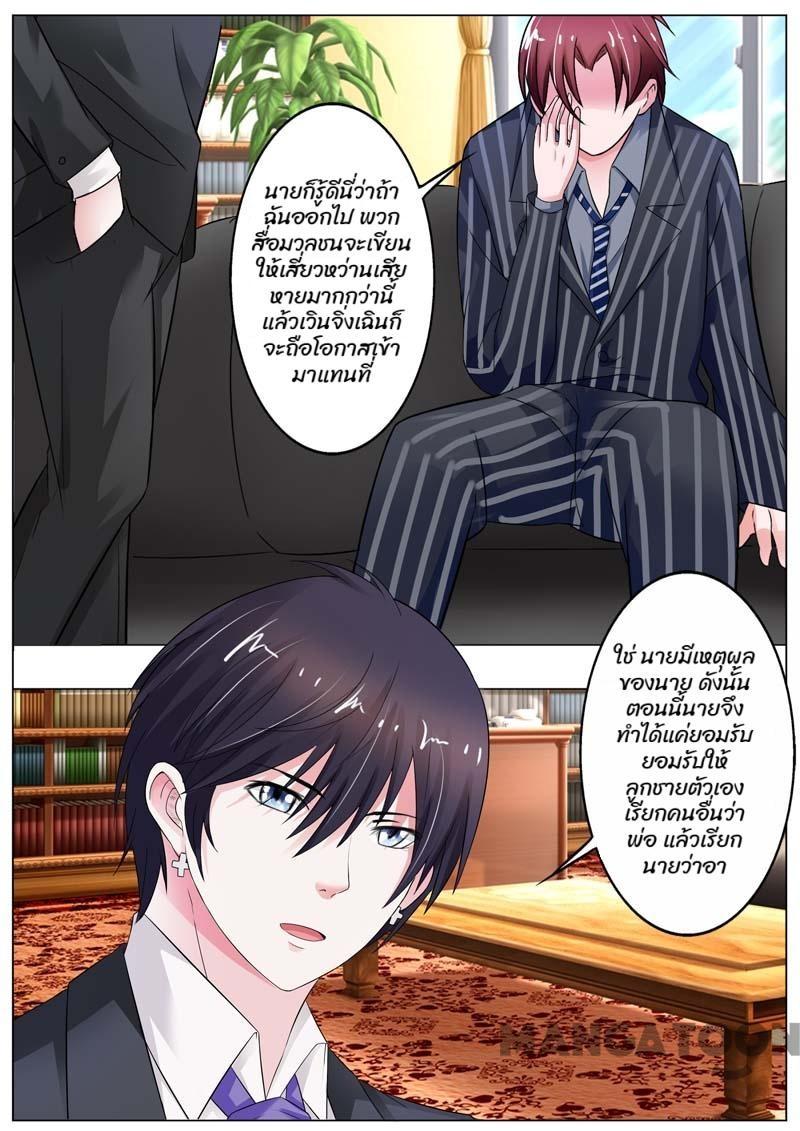 นายก็รู้ดีนี่ว่าถ้า
ฉันออกไป พวก
สื่อมวลชนจะเขียน
ให้เสี่ยวหว่านเสีย
หายมากกว่านี้
แล้วเวินจิ่งเฉินก็
จะถือโอกาสเข้า
มาแทนที่
ใช่ นายมีเหตุผล
ของนาย ดังนั้น
ตอนนี้นายจึง
ทำได้แค่ยอมรับ
ยอมรับให้
ลูกชายตัวเอง
เรียกคนอื่นว่า
พ่อ แล้วเรียก
นายว่าอา
MANGATOON